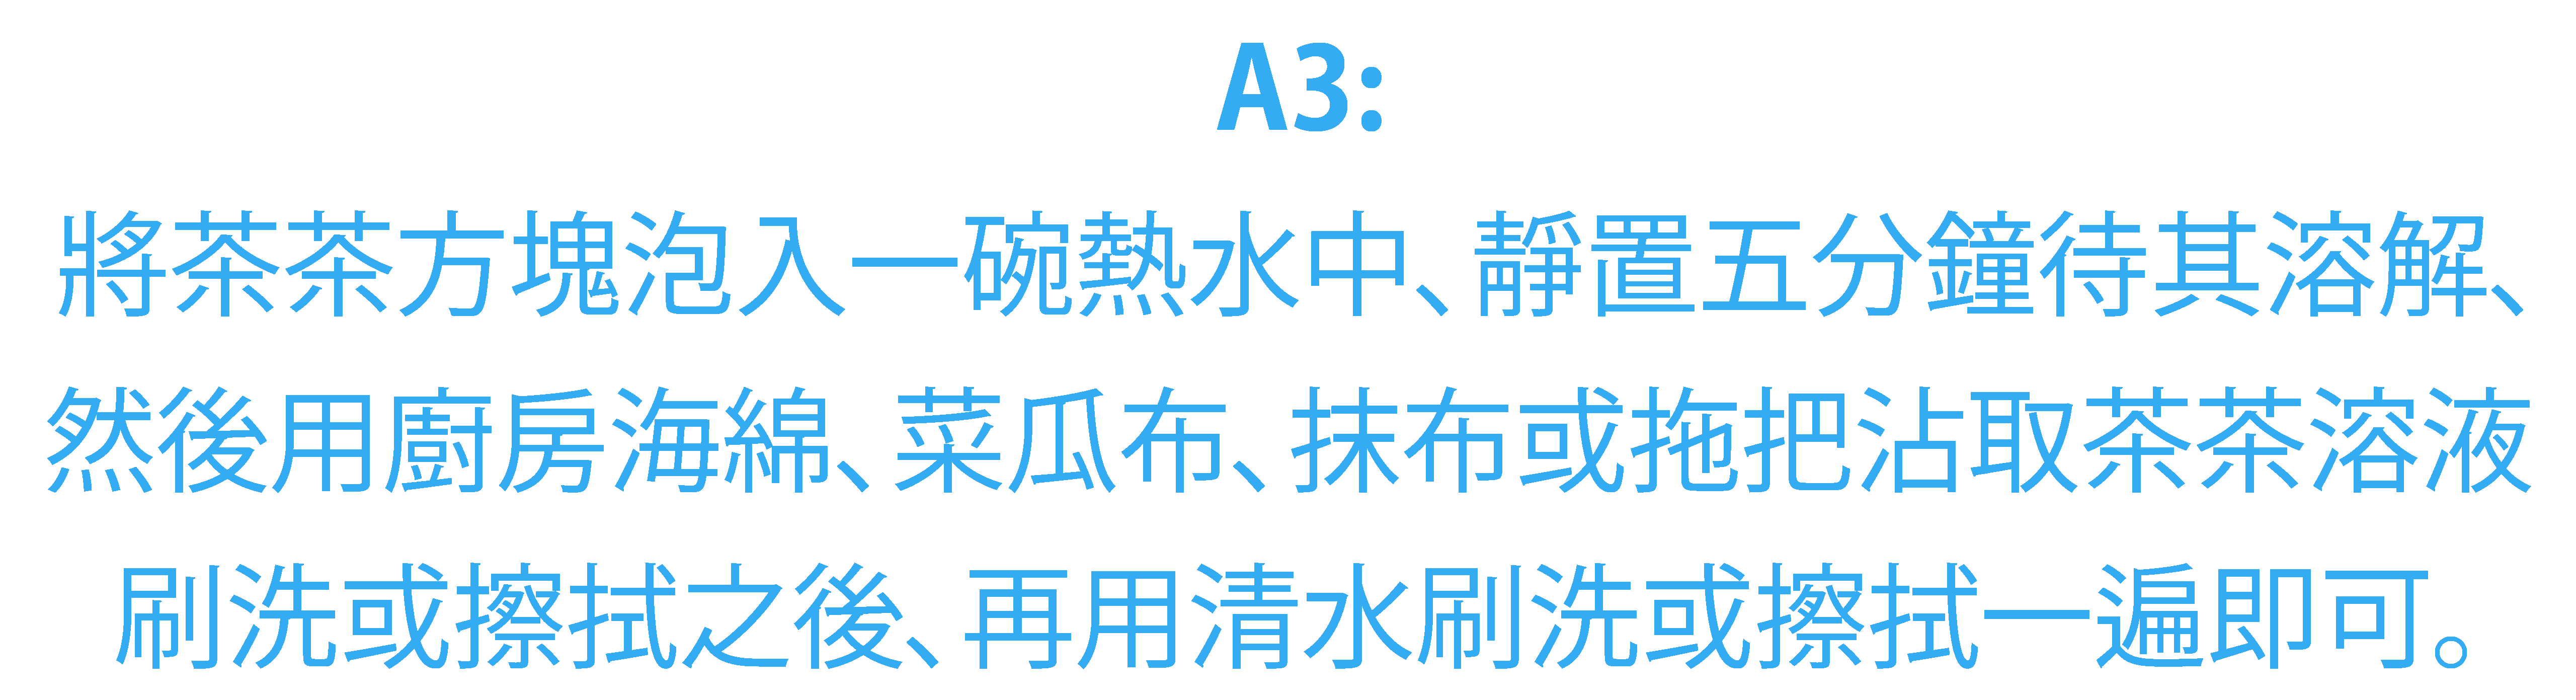 A3:
將茶茶方塊泡入一碗熱水中、靜置五分鐘待其溶解、
然後用廚房海綿、菜瓜布、抹布或拖把沾取茶茶溶液
刷洗或擦拭之後、再用清水刷洗或擦拭一遍即可。